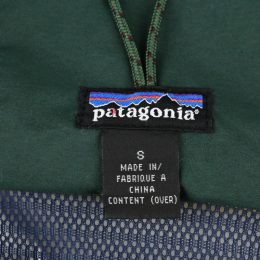 patagonia®
S
MADE IN/
FABRIQUE A
CHINA
CONTENT (OVER)